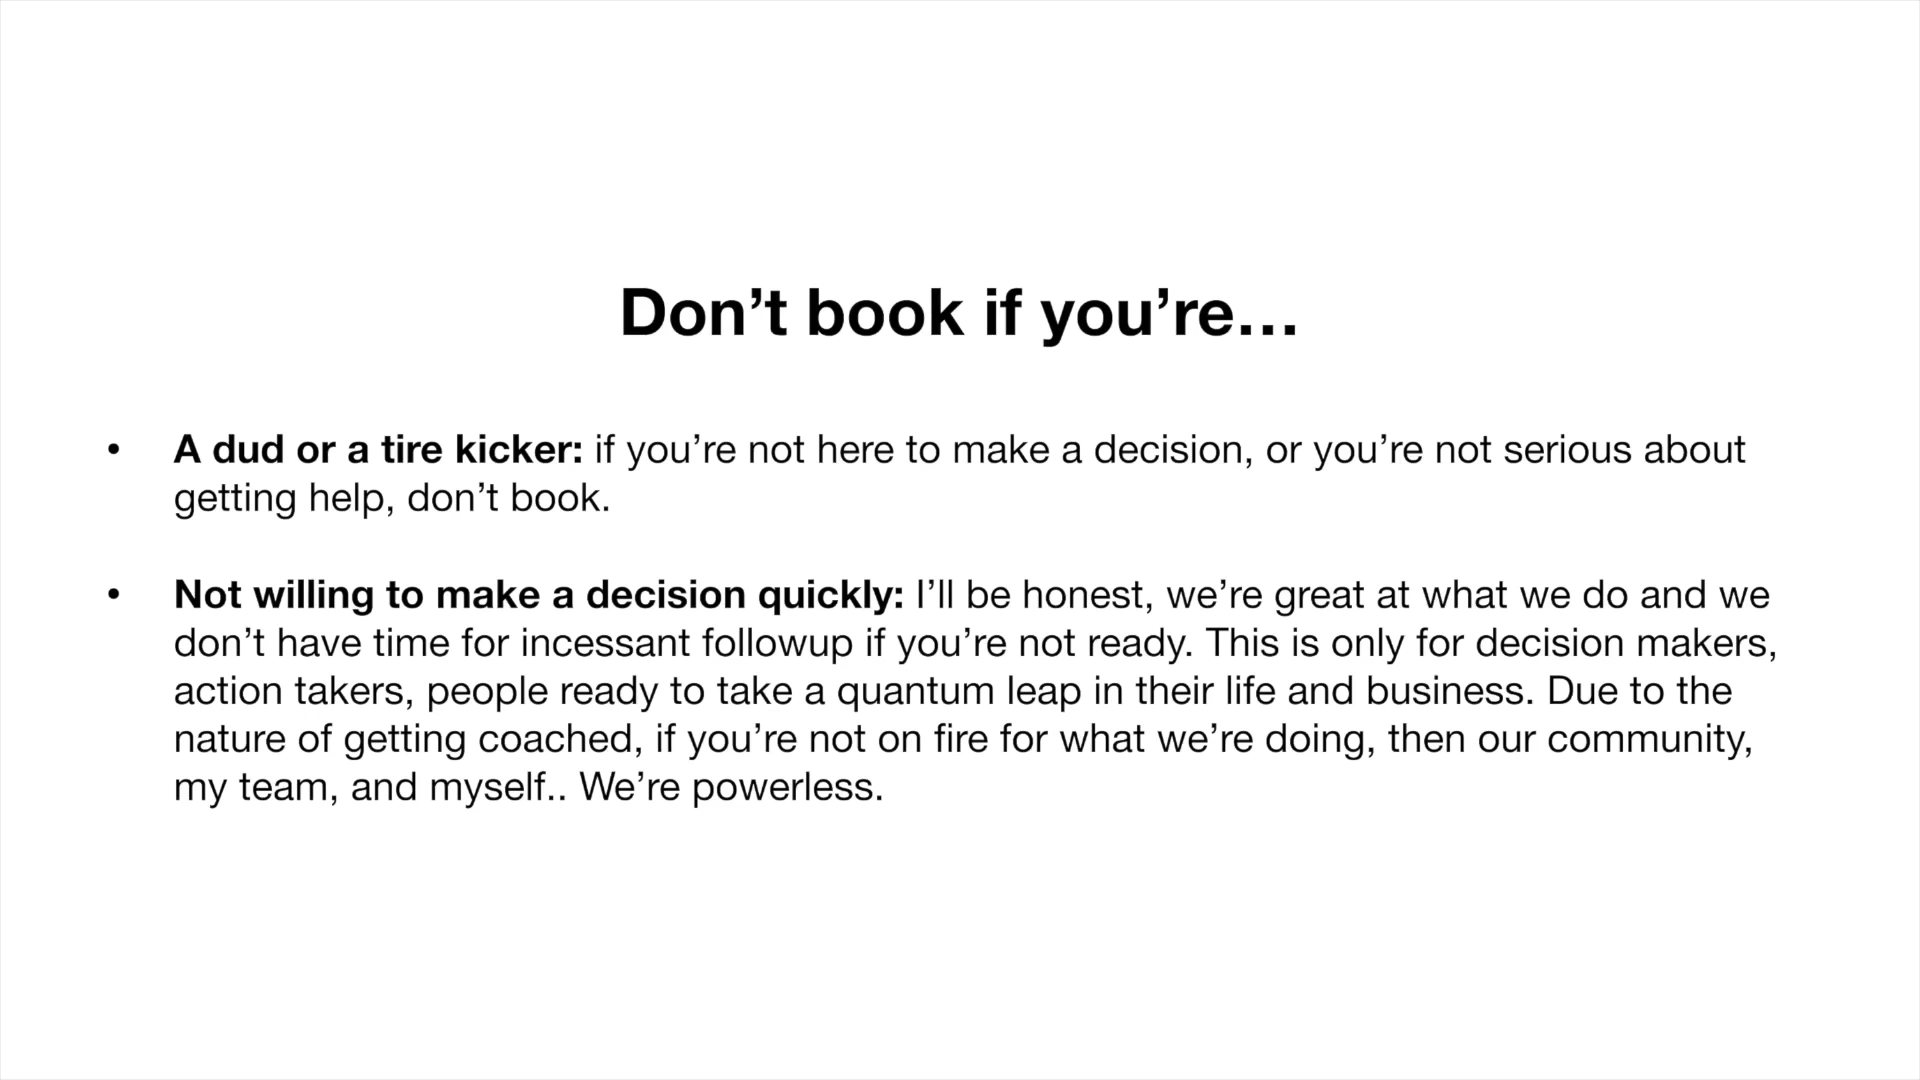 Don’t book if you’re…
• A dud or a tire kicker: if you’re not here to make a decision, or you’re not serious about
getting help, don’t book.
• Not willing to make a decision quickly: I’ll be honest, we’re great at what we do and we
don’t have time for incessant followup if you’re not ready. This is only for decision makers,
action takers, people ready to take a quantum leap in their life and business. Due to the
nature of getting coached, if you’re not on fire for what we’re doing, then our community,
my team, and myself.. We’re powerless.